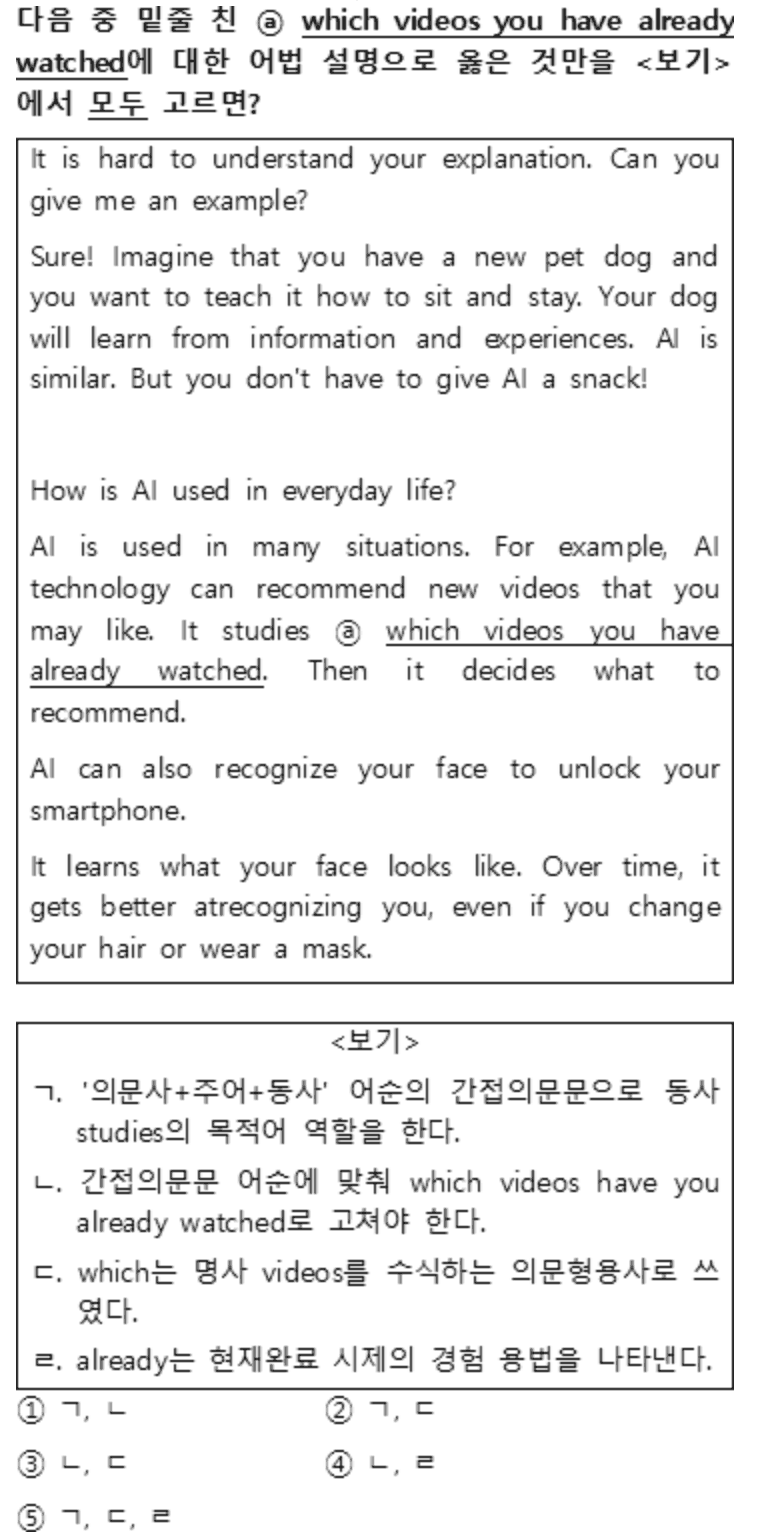 다음 중 밑줄 친 ⓐ which videos you have already
watched에 대한 어법 설명으로 옳은 것만을 <보기>
에서 모두 고르면?
It is hard to understand your explanation. Can you
give me an example?
Sure! Imagine that you have a new pet dog and
you want to teach it how to sit and stay. Your dog
will learn from information and experiences. AI is
similar. But you don't have to give AI a snack!
How is AI used in everyday life?
AI is used in many situations. For example, AI
technology can recommend new videos that you
may like. It studies ⓐ which videos you have
already watched. Then it decides what to
recommend.
AI can also recognize your face to unlock your
smartphone.
It learns what your face looks like. Over time, it
gets better atrecognizing you, even if you change
your hair or wear a mask.
<보기>
ㄱ. '의문사+주어+동사' 어순의 간접의문문으로 동사
studies의 목적어 역할을 한다.
ㄴ. 간접의문문 어순에 맞춰 which videos have you
already watched로 고쳐야 한다.
ㄷ. which는 명사 videos를 수식하는 의문형용사로 쓰
였다.
ㄹ. already는 현재완료 시제의 경험 용법을 나타낸다.
① ㄱ, ㄴ ② ㄱ, ㄷ
③ ㄴ, ㄷ ④ ㄴ, ㄹ
⑤ ㄱ, ㄷ, ㄹ